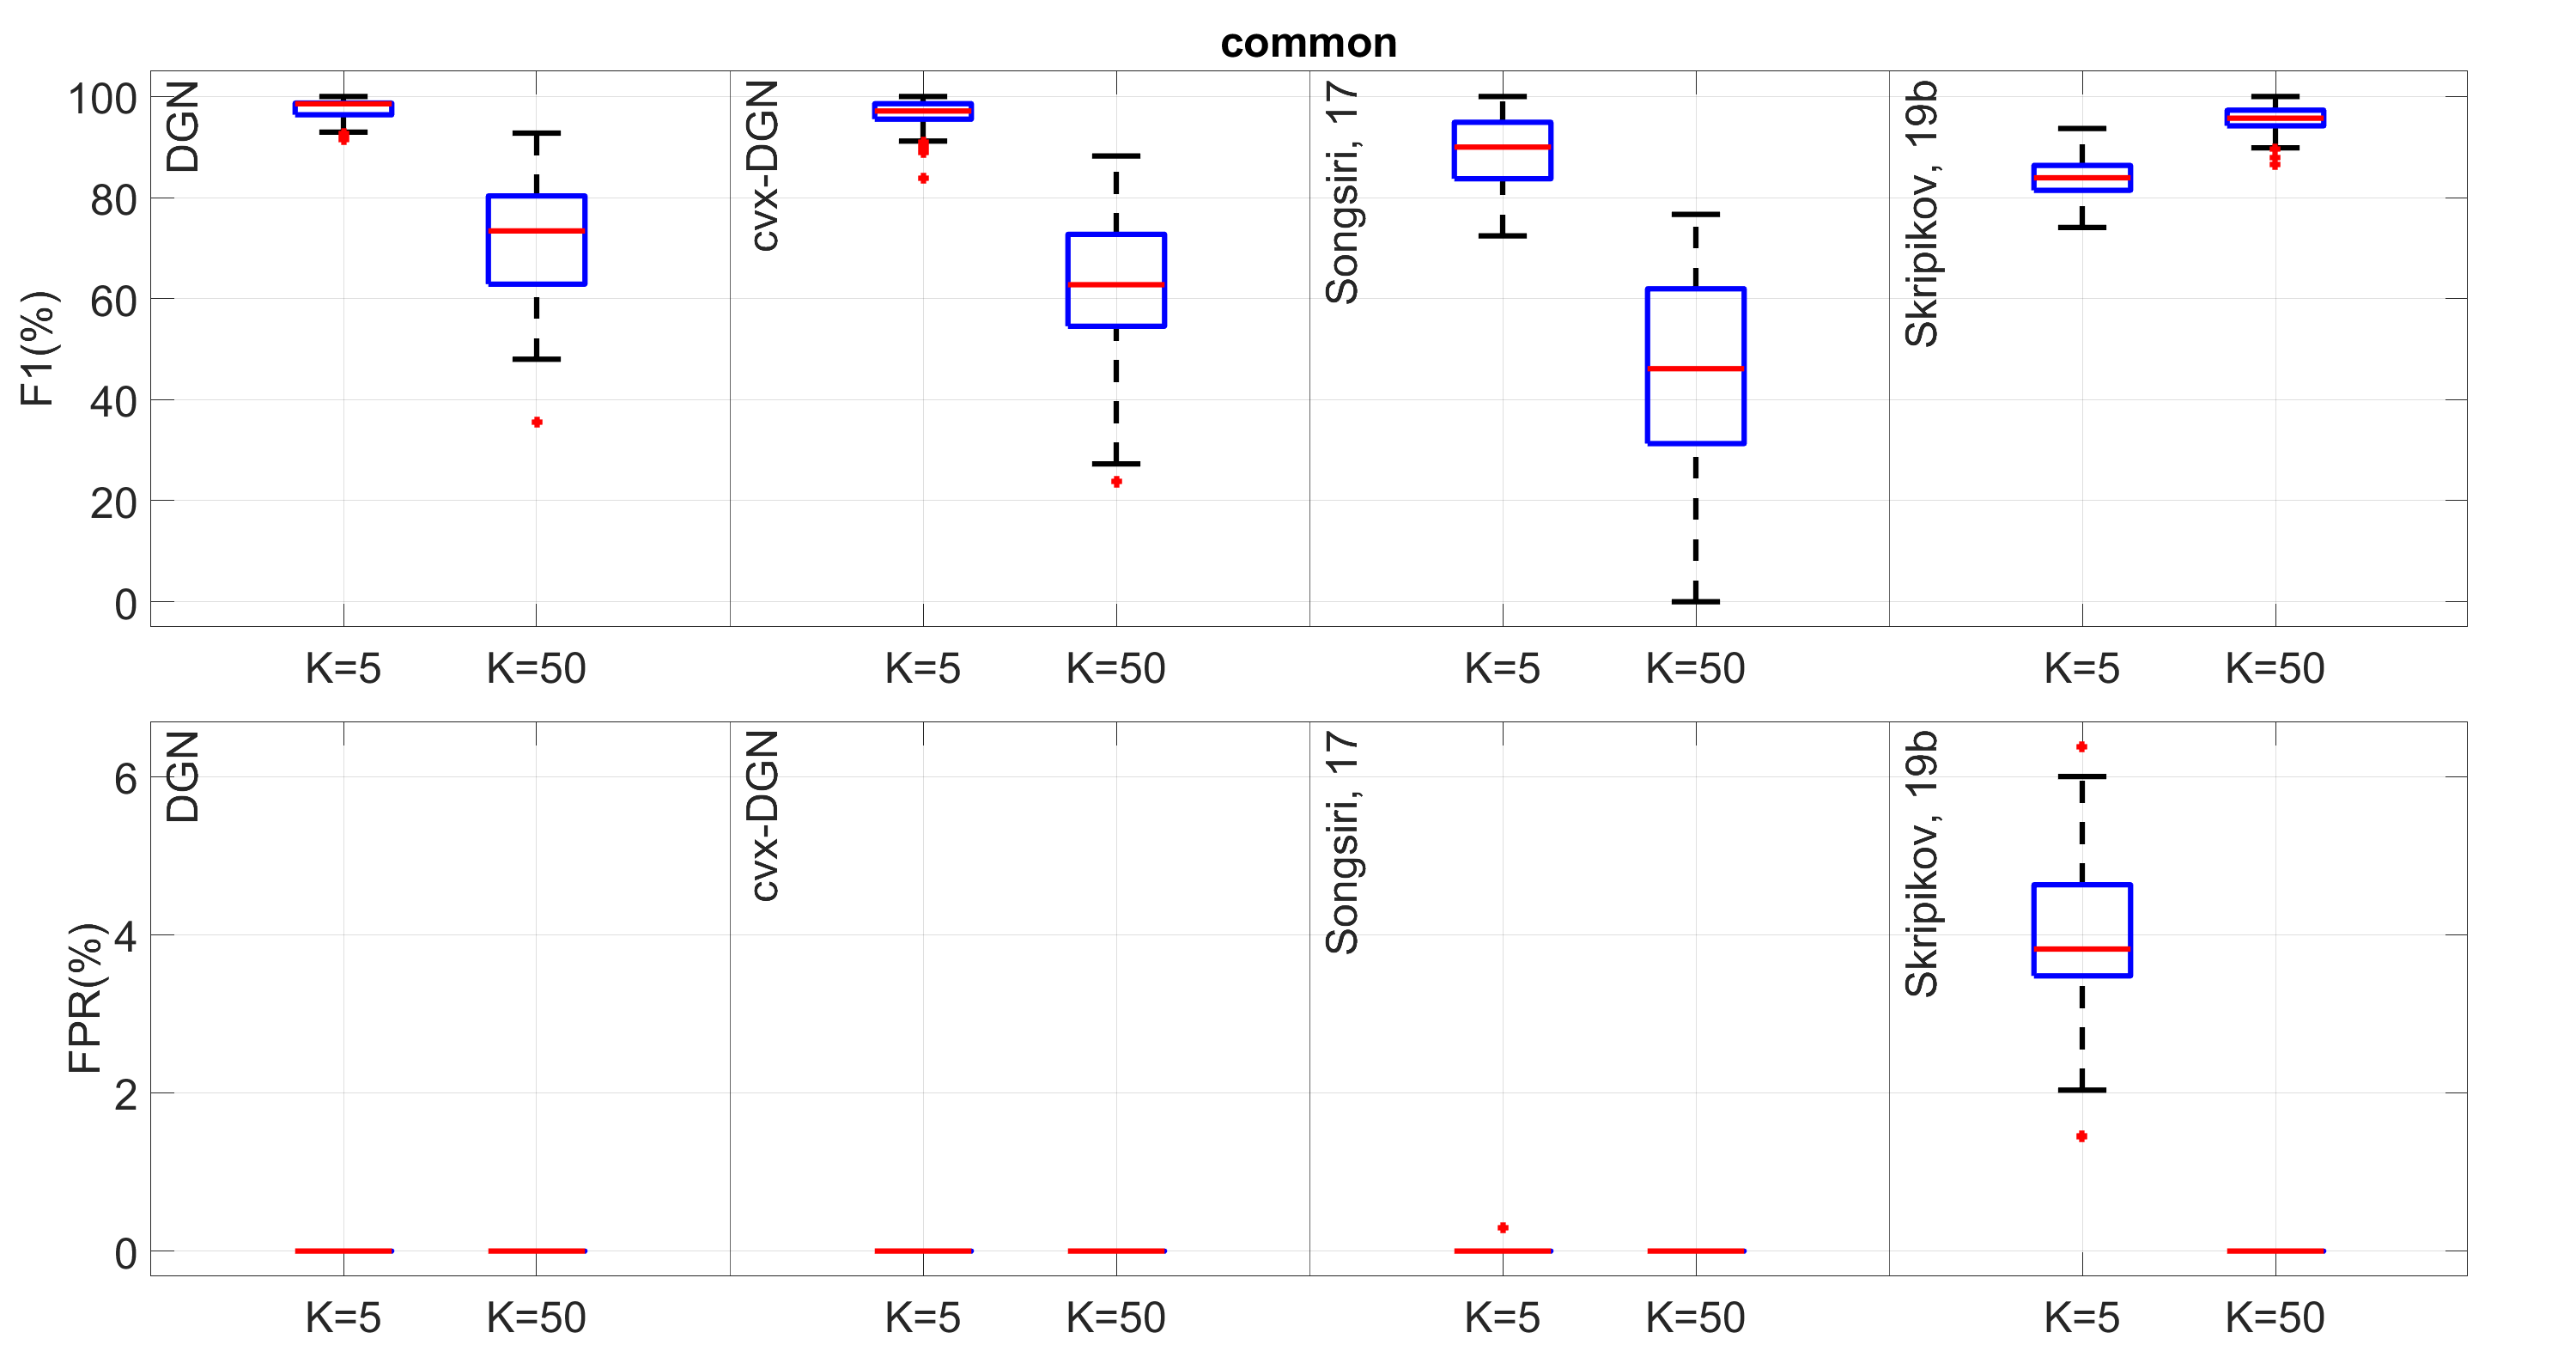 common
F1(%)
100
80
60
40
20
0
DGN
cvx-DGN
Songsiri, 17
Skripikov, 19b
K=5
K=50
K=5
K=50
K=5
K=50
K=5
K=50
FPR(%)
6
4
2
0
DGN
cvx-DGN
Songsiri, 17
Skripikov, 19b
K=5
K=50
K=5
K=50
K=5
K=50
K=5
K=50